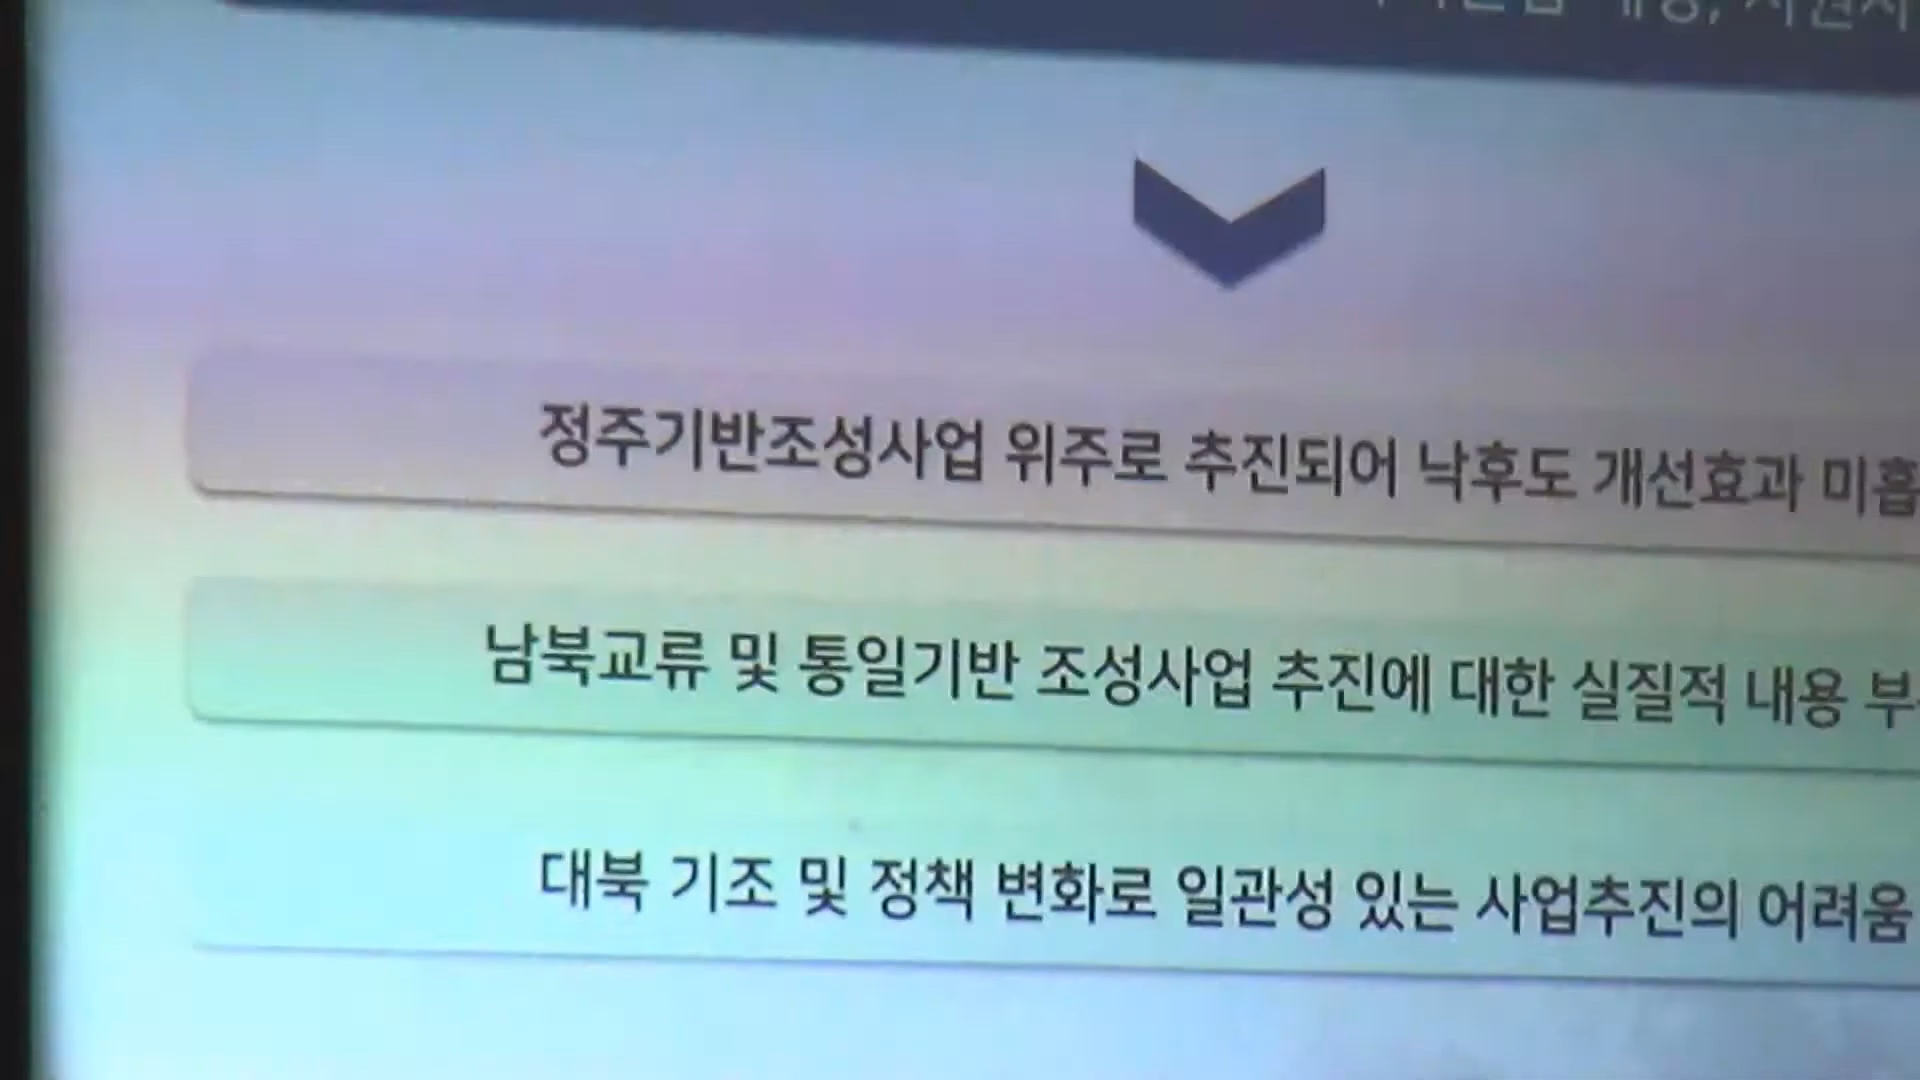 정주기반조성사업 위주로 추진되어 낙후도 개선효과 미흡
남북교류 및 통일기반 조성사업 추진에 대한 실질적 내용
대북 기조 및 정책 변화로 일관성 있는 사업추진의 어려움